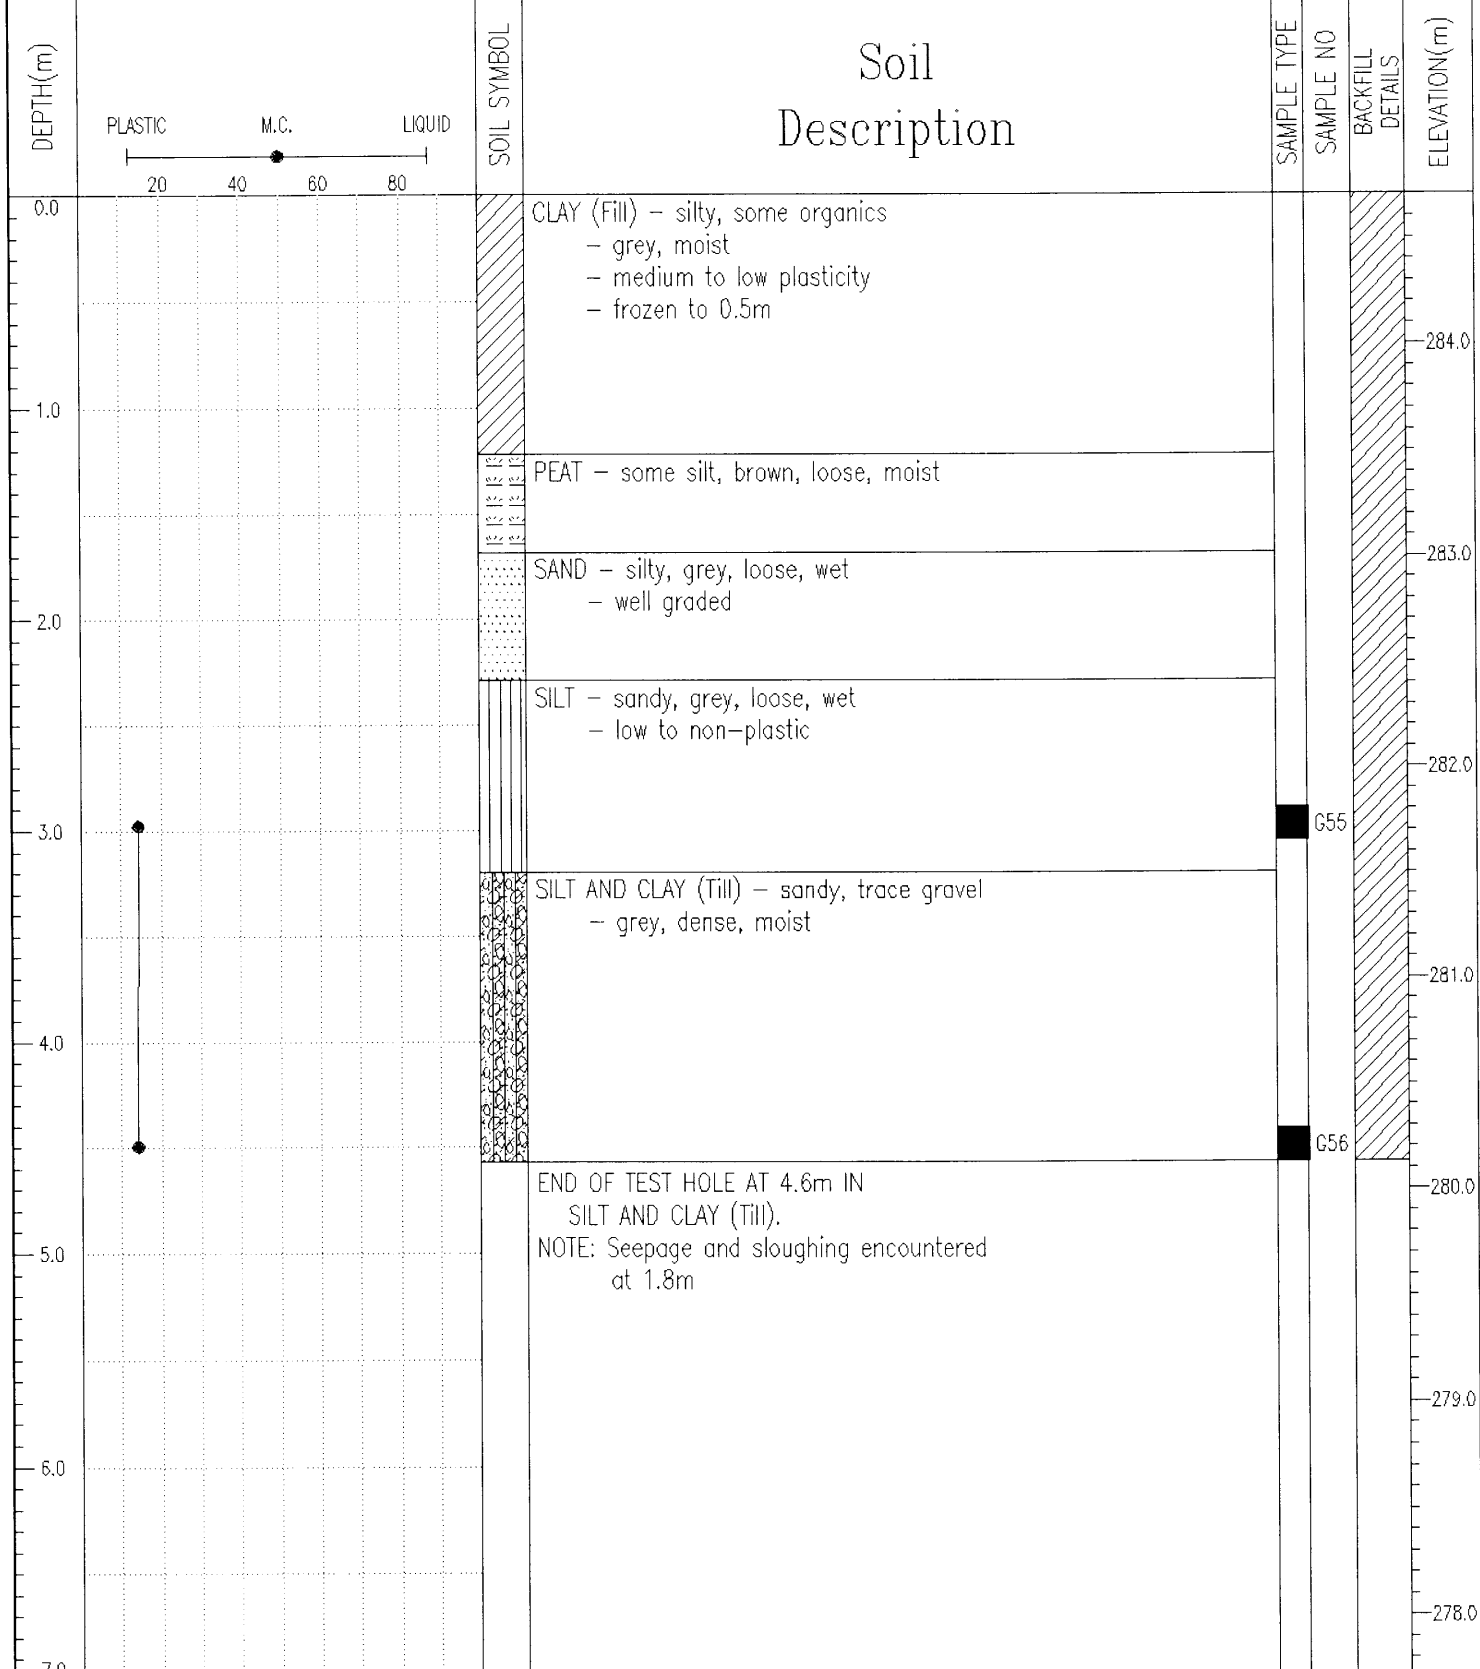 DEPTH(m)
PLASTIC M.C. LIQUID
20 40 60 80
SOIL SYMBOL
Soil
Description
SAMPLE TYPE
SAMPLE NO
BACKFILL
DETAILS
ELEVATION(m)
0.0
CLAY (Fill) – silty, some organics
– grey, moist
– medium to low plasticity
– frozen to 0.5m
284.0
1.0
PEAT – some silt, brown, loose, moist
283.0
SAND – silty, grey, loose, wet
– well graded
2.0
SILT – sandy, grey, loose, wet
– low to non–plastic
282.0
3.0
G55
SILT AND CLAY (Till) – sandy, trace gravel
– grey, dense, moist
281.0
4.0
G56
END OF TEST HOLE AT 4.6m IN
280.0
SILT AND CLAY (Till).
NOTE: Seepage and sloughing encountered
5.0
at 1.8m
279.0
6.0
278.0
7.0